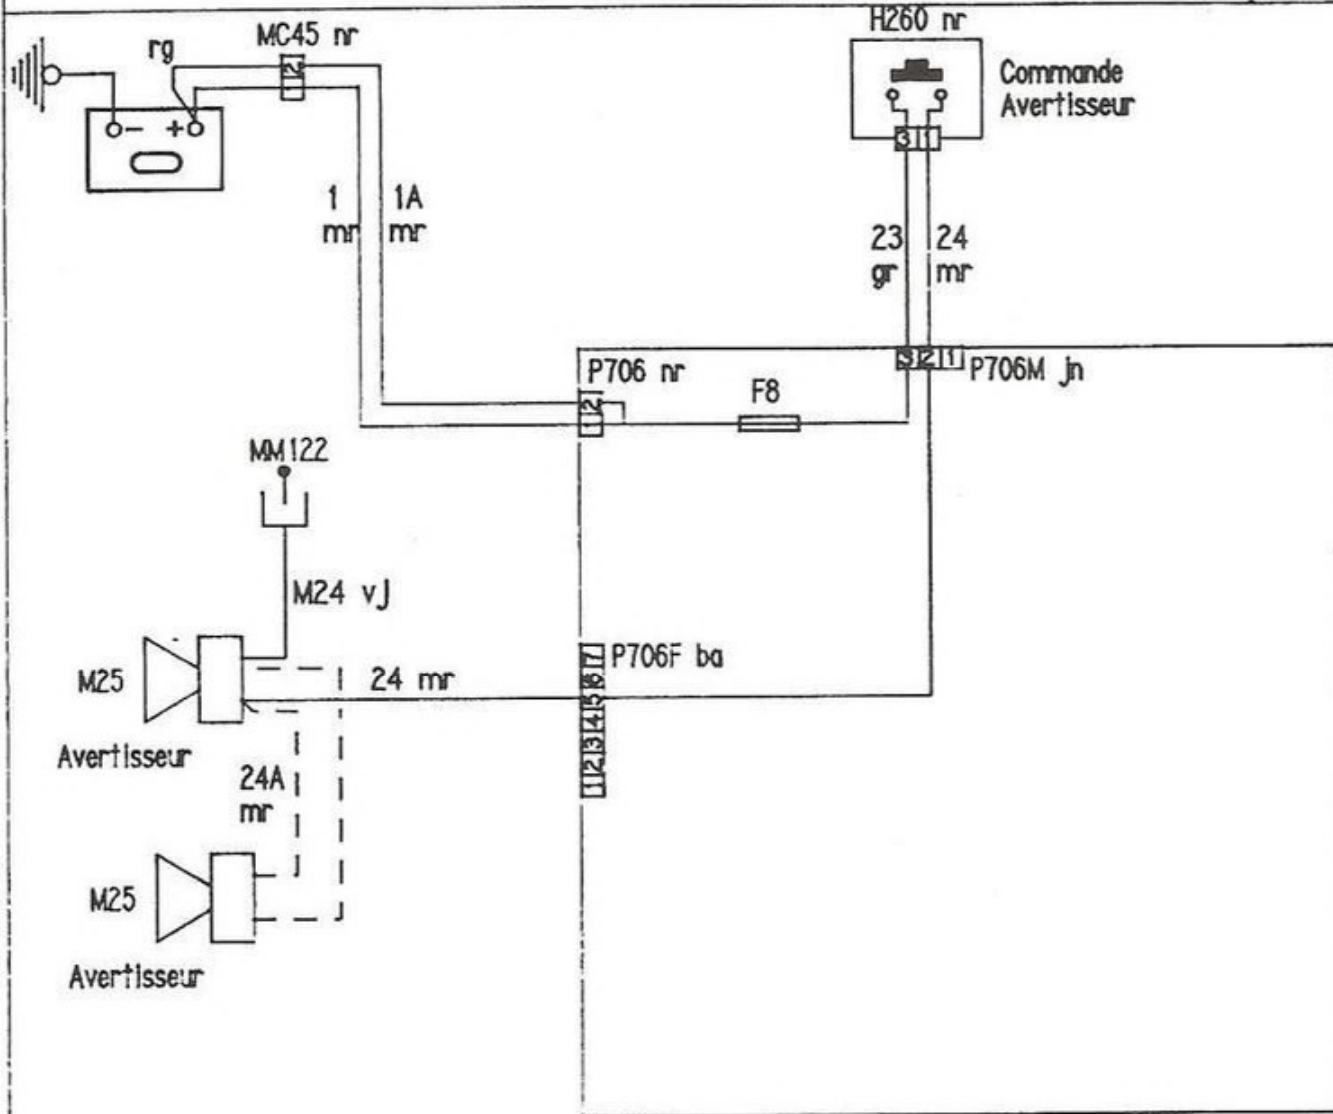 MC45 nr
rg
2
- +
H260 nr
Commande
Avertisseur
3 1
1
mr
1A
mr
23
gr
24
mr
3 2 1
P706M jn
P706 nr
2
1
F8
MM122
M24 vJ
M25
Avertisseur
24 mr
P706F ba
1 2 3 4 5 6 7
24A
mr
M25
Avertisseur